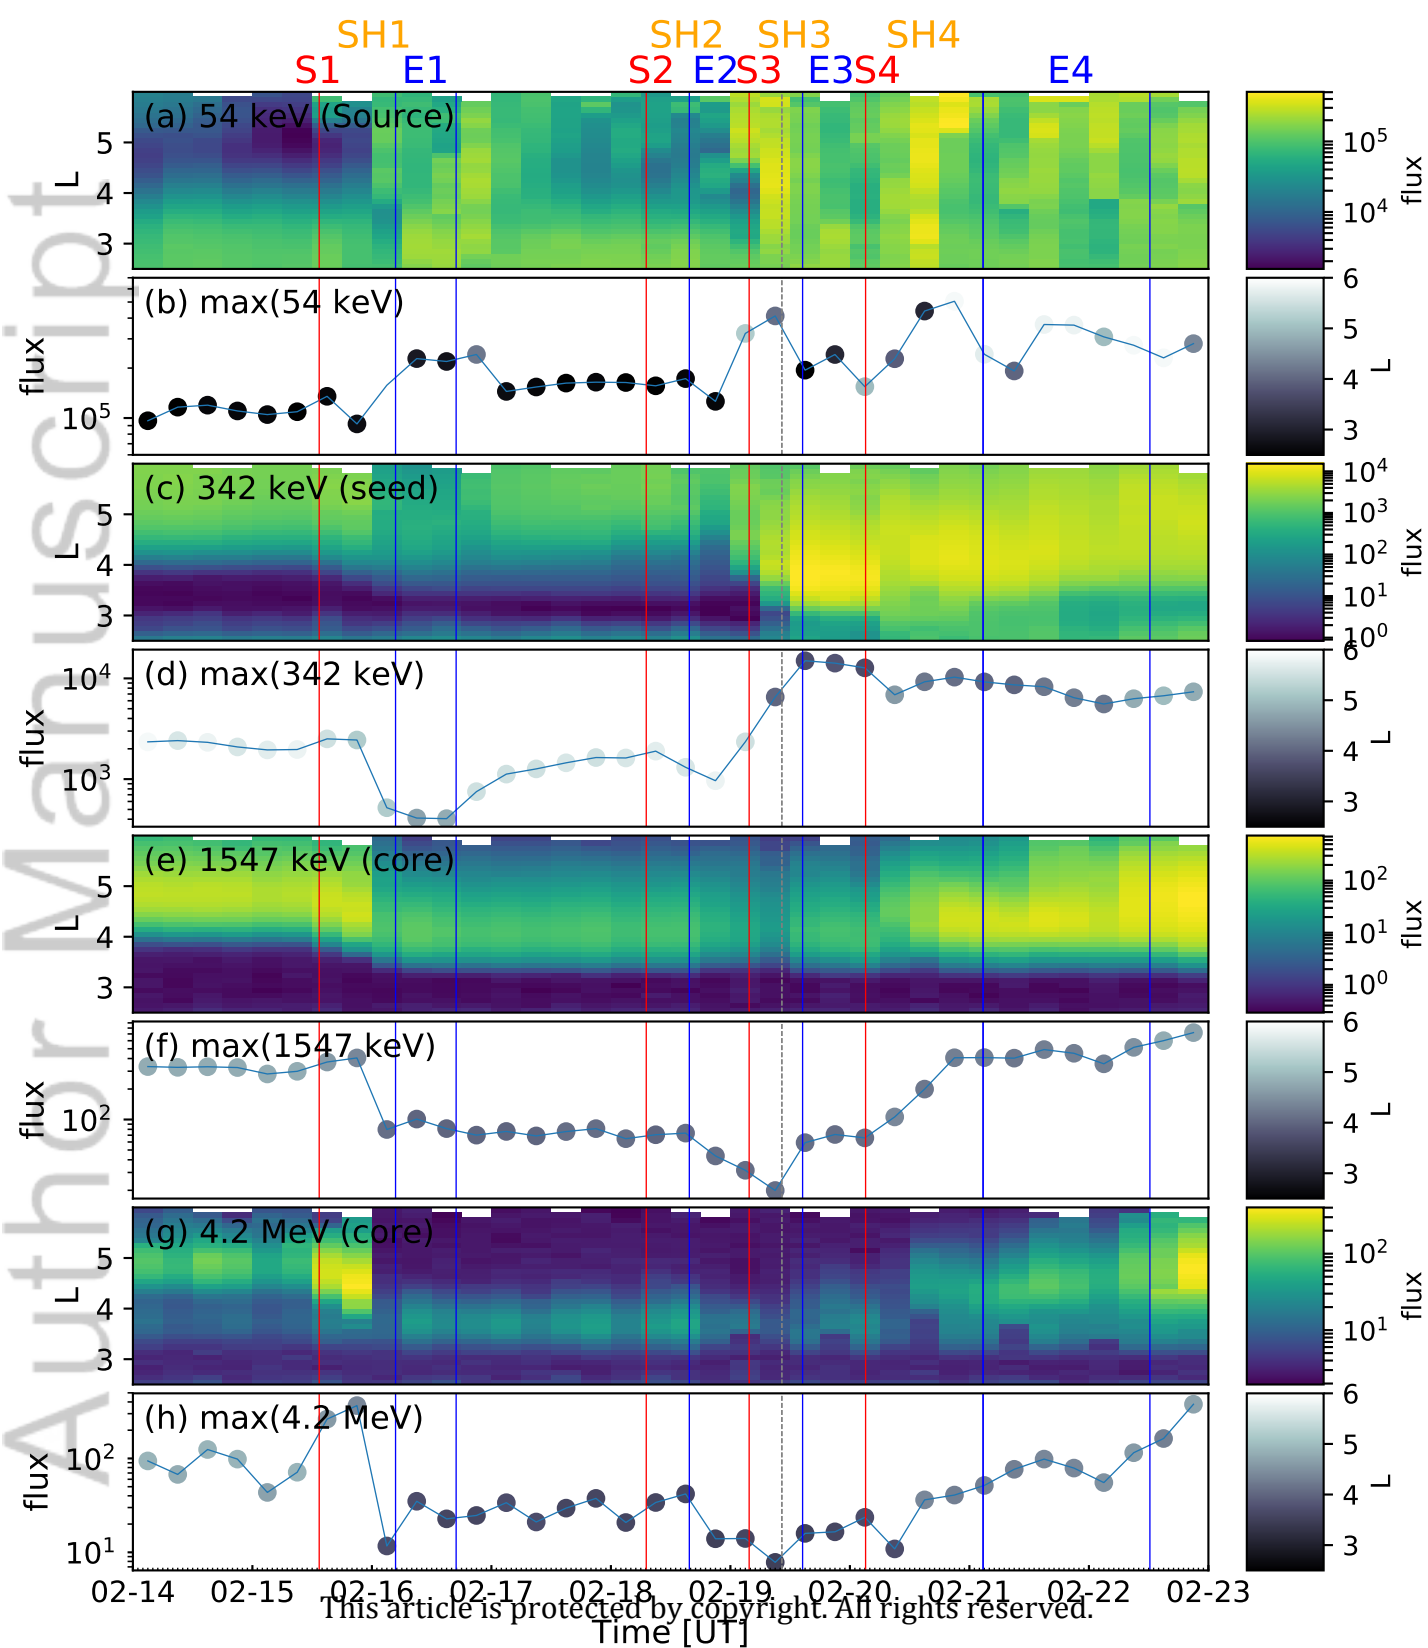 SH1 SH2 SH3 SH4
S1 E1 S2 E2 S3 E3 S4 E4
(a) 54 keV (Source)
L
5
4
3
10^5
10^4
flux
(b) max(54 keV)
flux
10^5
6
5
4
3
L
(c) 342 keV (seed)
L
5
4
3
10^4
10^3
10^2
10^1
10^0
flux
(d) max(342 keV)
flux
10^4
10^3
6
5
4
3
L
(e) 1547 keV (core)
L
5
4
3
10^2
10^1
10^0
flux
(f) max(1547 keV)
flux
10^2
6
5
4
3
L
(g) 4.2 MeV (core)
L
5
4
3
10^2
10^1
flux
(h) max(4.2 MeV)
flux
10^2
10^1
6
5
4
3
L
02-14 02-15 02-16 02-17 02-18 02-19 02-20 02-21 02-22 02-23
This article is protected by copyright. All rights reserved.
Time [UT]
Author Manuscript